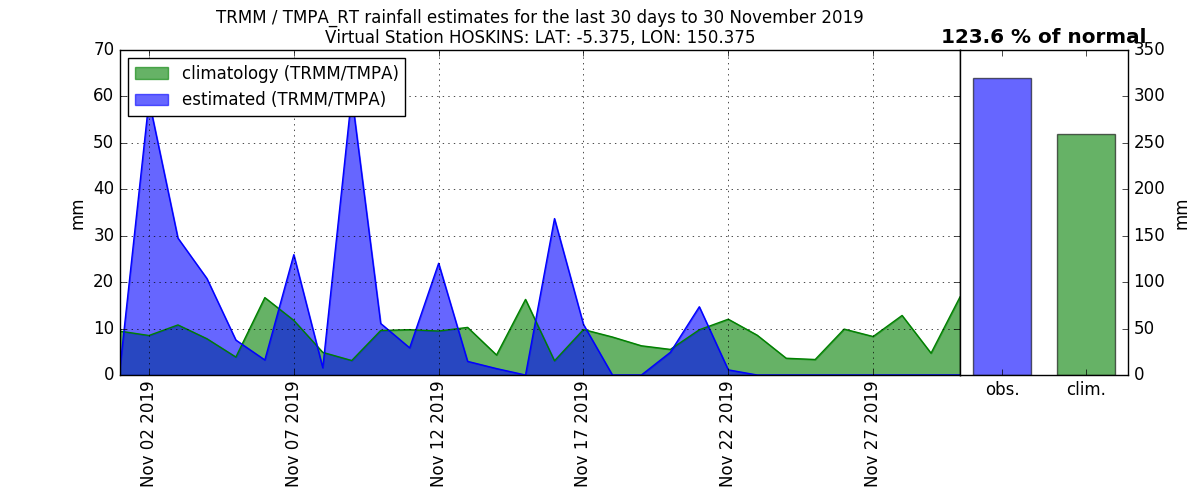 TRMM / TMPA_RT rainfall estimates for the last 30 days to 30 November 2019
Virtual Station HOSKINS: LAT: -5.375, LON: 150.375
123.6 % of normal
climatology (TRMM/TMPA)
estimated (TRMM/TMPA)
70
60
50
40
30
20
10
0
mm
Nov 02 2019
Nov 07 2019
Nov 12 2019
Nov 17 2019
Nov 22 2019
Nov 27 2019
obs.
clim.
350
300
250
200
150
100
50
0
mm